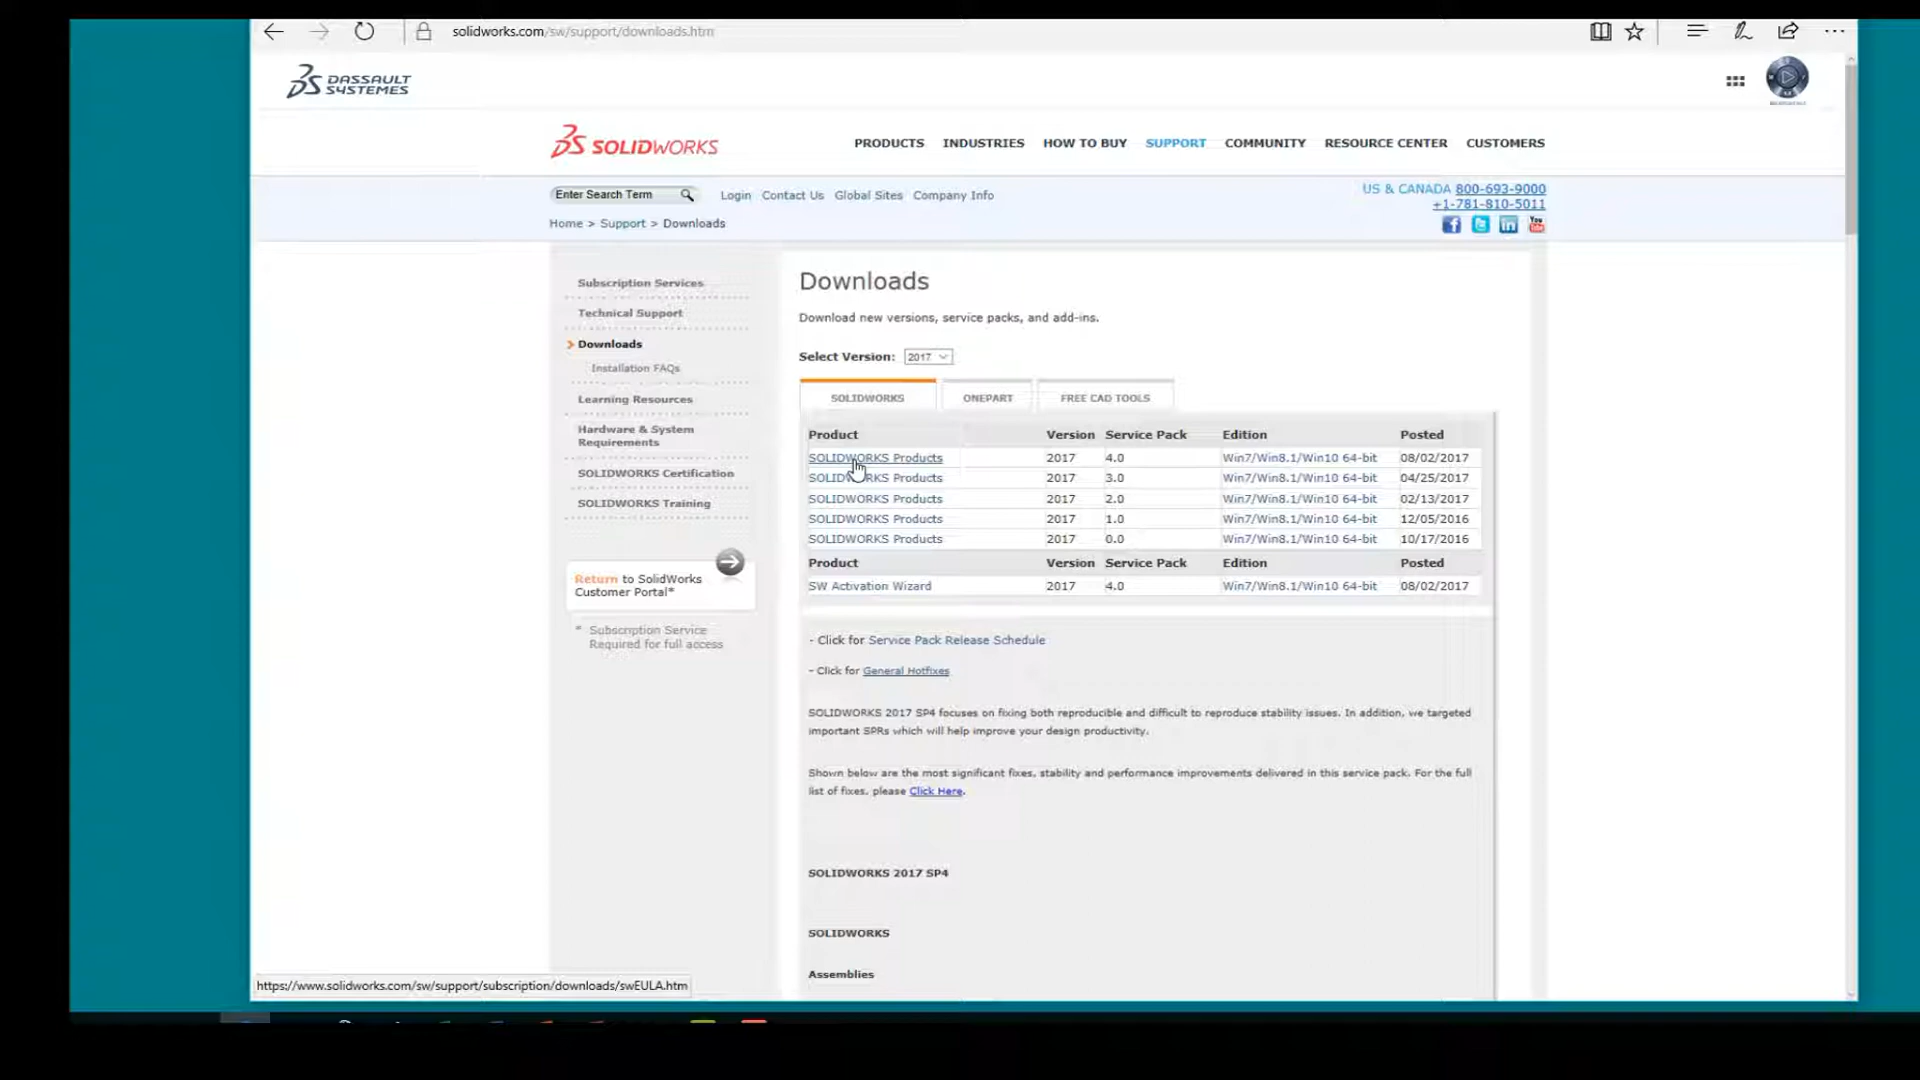 solidworks.com/sw/support/downloads.htm
DASSAULT SYSTEMES
SOLIDWORKS
PRODUCTS INDUSTRIES HOW TO BUY SUPPORT COMMUNITY RESOURCE CENTER CUSTOMERS
Enter Search Term Login Contact Us Global Sites Company Info
US & CANADA 800-693-9000
+1-781-810-5011
Home > Support > Downloads
Subscription Services
Technical Support
Downloads
Installation FAQs
Learning Resources
Hardware & System
Requirements
SOLIDWORKS Certification
SOLIDWORKS Training
Return to SolidWorks
Customer Portal*
* Subscription Service
Required for full access
Downloads
Download new versions, service packs, and add-ins.
Select Version: 2017
SOLIDWORKS ONEPART FREE CAD TOOLS
Product Version Service Pack Edition Posted
SOLIDWORKS Products 2017 4.0 Win7/Win8.1/Win10 64-bit 08/02/2017
SOLIDWORKS Products 2017 3.0 Win7/Win8.1/Win10 64-bit 04/25/2017
SOLIDWORKS Products 2017 2.0 Win7/Win8.1/Win10 64-bit 02/13/2017
SOLIDWORKS Products 2017 1.0 Win7/Win8.1/Win10 64-bit 12/05/2016
SOLIDWORKS Products 2017 0.0 Win7/Win8.1/Win10 64-bit 10/17/2016
Product Version Service Pack Edition Posted
SW Activation Wizard 2017 4.0 Win7/Win8.1/Win10 64-bit 08/02/2017
- Click for Service Pack Release Schedule
- Click for General Hotfixes
SOLIDWORKS 2017 SP4 focuses on fixing both reproducible and difficult to reproduce stability issues. In addition, we targeted
important SPRs which will help improve your design productivity.
Shown below are the most significant fixes, stability and performance improvements delivered in this service pack. For the full
list of fixes, please Click Here.
SOLIDWORKS 2017 SP4
SOLIDWORKS
Assemblies
https://www.solidworks.com/sw/support/subscription/downloads/swEULA.htm